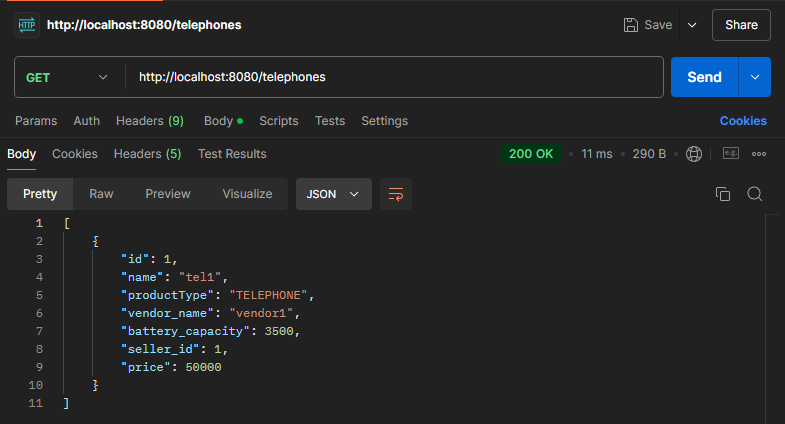 HTTP http://localhost:8080/telephones Save Share
GET http://localhost:8080/telephones Send
Params Auth Headers (9) Body Scripts Tests Settings Cookies
Body Cookies Headers (5) Test Results 200 OK • 11 ms • 290 B e.g.
Pretty Raw Preview Visualize JSON
1 [
2 {
3 "id": 1,
4 "name": "tel1",
5 "productType": "TELEPHONE",
6 "vendor_name": "vendor1",
7 "battery_capacity": 3500,
8 "seller_id": 1,
9 "price": 50000
10 }
11 ]